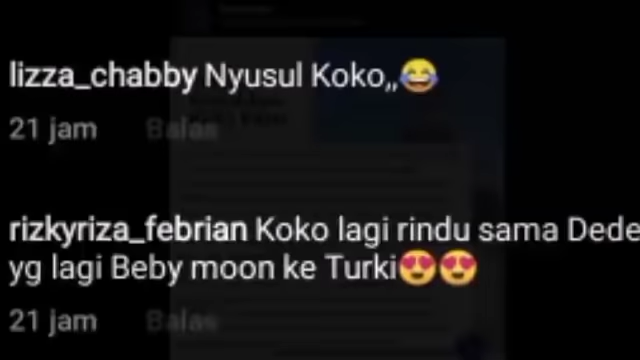 lizza_chabby Nyusul Koko,,😂
21 jam Balas
rizkyriza_febrian Koko lagi rindu sama Dede
yg lagi Beby moon ke Turki😍😍
21 jam Balas